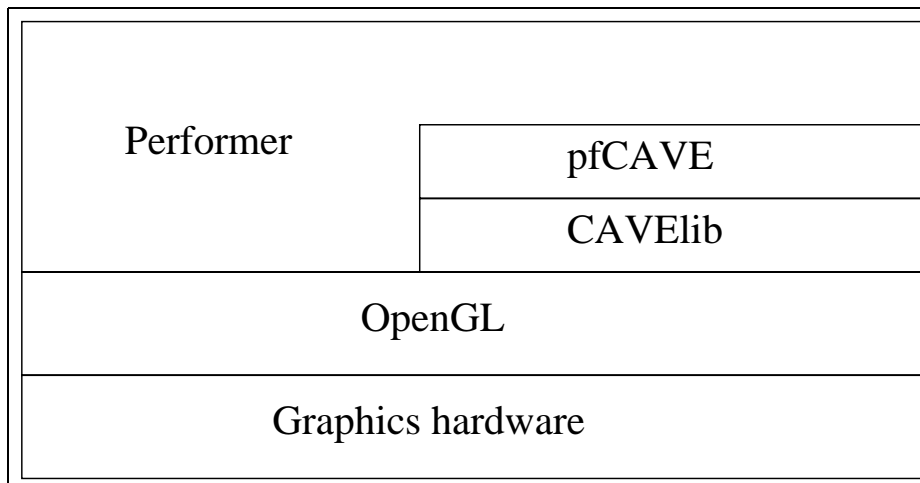 Performer
pfCAVE
CAVElib
OpenGL
Graphics hardware